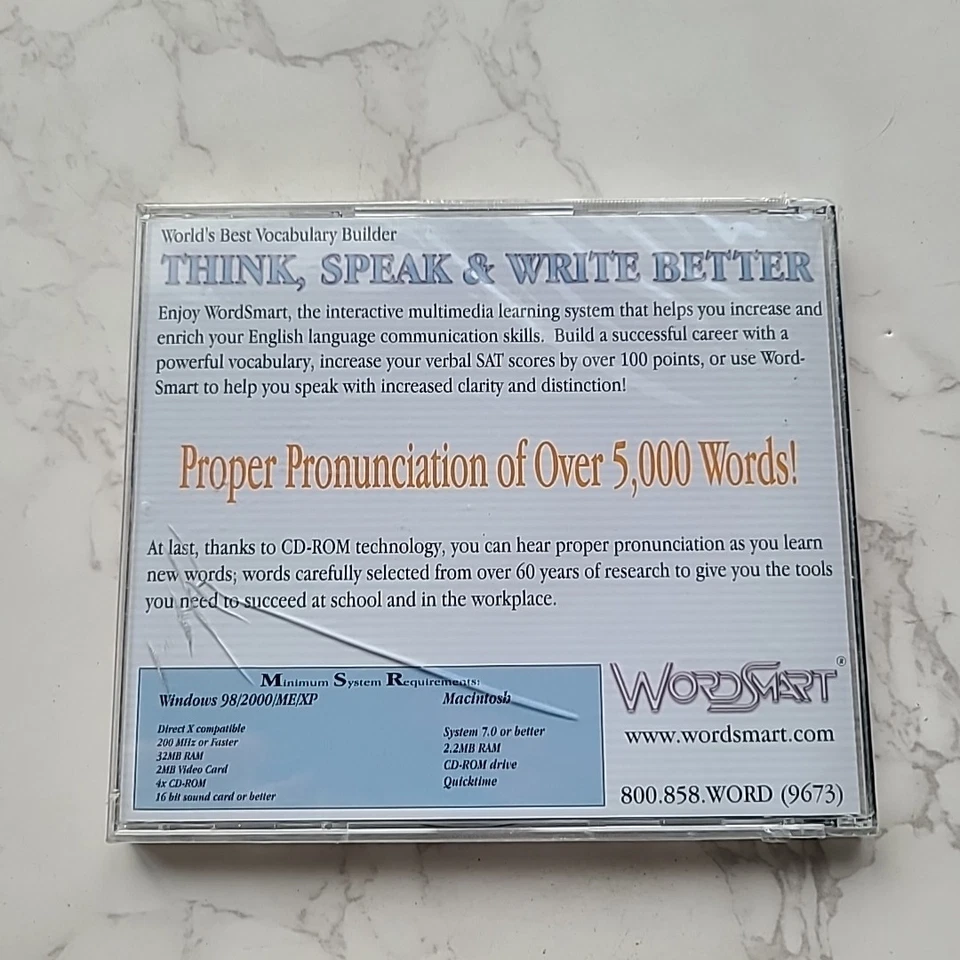 World's Best Vocabulary Builder
THINK, SPEAK & WRITE BETTER
Enjoy WordSmart, the interactive multimedia learning system that helps you increase and
enrich your English language communication skills. Build a successful career with a
powerful vocabulary, increase your verbal SAT scores by over 100 points, or use Word-
Smart to help you speak with increased clarity and distinction!
Proper Pronunciation of Over 5,000 Words!
At last, thanks to CD-ROM technology, you can hear proper pronunciation as you learn
new words; words carefully selected from over 60 years of research to give you the tools
you need to succeed at school and in the workplace.
Minimum System Requirements:
Windows 98/2000/ME/XP
Direct X compatible
200 MHz or Faster
32MB RAM
2MB Video Card
4x CD-ROM
16 bit sound card or better
Macintosh
System 7.0 or better
2.2MB RAM
CD-ROM drive
Quicktime
WORDSMART®
www.wordsmart.com
800.858.WORD (9673)